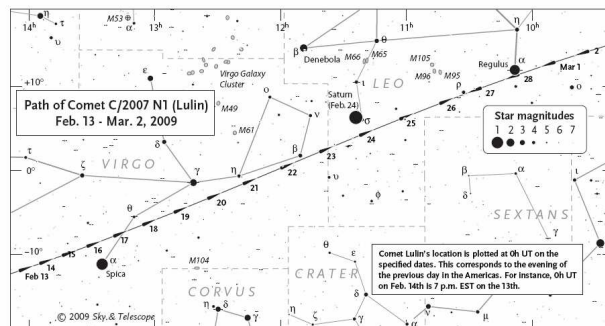 14h
13h
12h
11h
10h
η
τ
υ
M53
α
ε
Virgo Galaxy
Cluster
M49
M61
ο
ν
β
Denebola
θ
M66
M65
ι
LEO
M105
M96
M95
η
Regulus
α
+10°
+10°
Saturn
(Feb. 24)
σ
ρ
ο
Path of Comet C/2007 N1 (Lulin)
Feb. 13 - Mar. 2, 2009
Star magnitudes
1 2 3 4 5 6 7
τ
ζ
VIRGO
δ
γ
η
β
υ
φ
0°
0°
β
α
ι
SEXTANS
γ
θ
α
Spica
-10°
-10°
Feb 13
14
15
16
17
18
19
20
21
22
23
24
25
26
27
28
Mar 1
2
M104
CORVUS
η
δ
γ
θ
ε
CRATER
δ
ζ
γ
α
ν
μ
Comet Lulin's location is plotted at 0h UT on
the specified dates. This corresponds to the evening of
the previous day in the Americas. For instance, 0h UT
on Feb. 14th is 7 p.m. EST on the 13th.
© 2009 Sky & Telescope